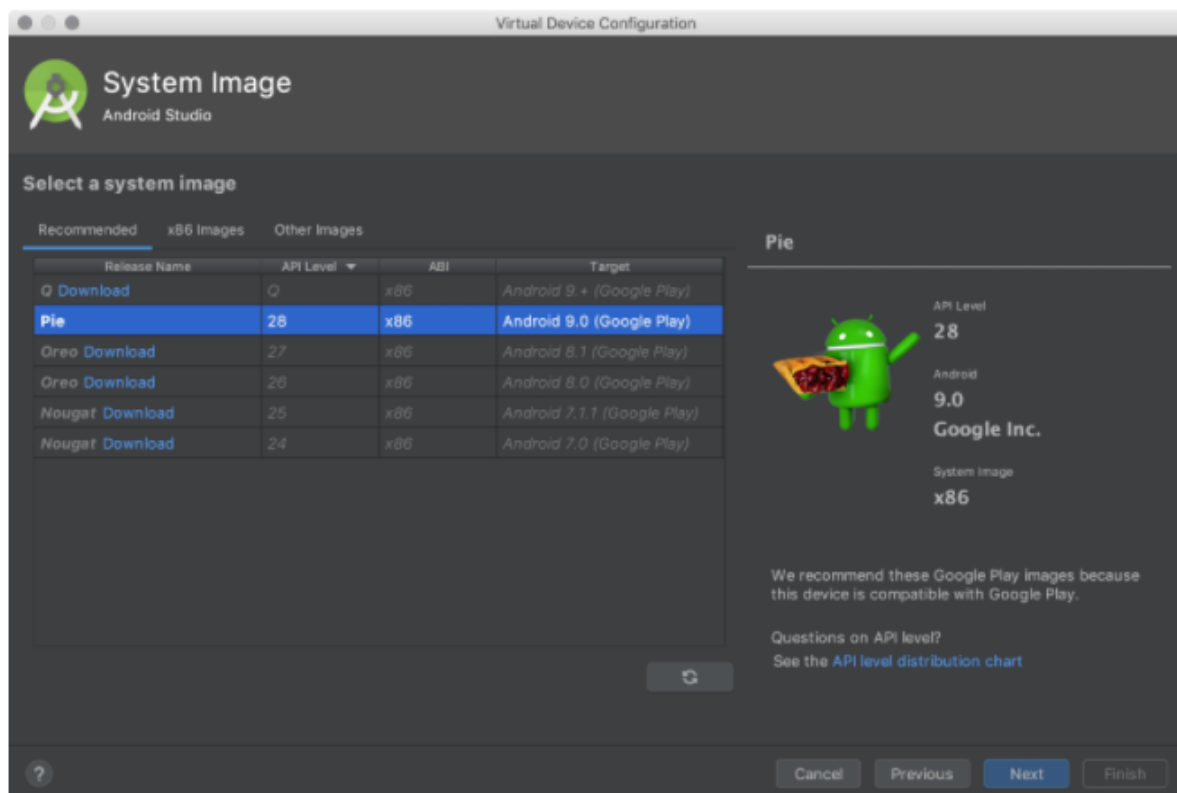 Virtual Device Configuration
System Image
Android Studio
Select a system image
Recommended x86 Images Other Images
Release Name API Level ABI Target
Q Download Q x86 Android 9.+ (Google Play)
Pie 28 x86 Android 9.0 (Google Play)
Oreo Download 27 x86 Android 8.1 (Google Play)
Oreo Download 26 x86 Android 8.0 (Google Play)
Nougat Download 25 x86 Android 7.1.1 (Google Play)
Nougat Download 24 x86 Android 7.0 (Google Play)
Pie
API Level
28
Android
9.0
Google Inc.
System Image
x86
We recommend these Google Play images because
this device is compatible with Google Play.
Questions on API level?
See the API level distribution chart
? Cancel Previous Next Finish